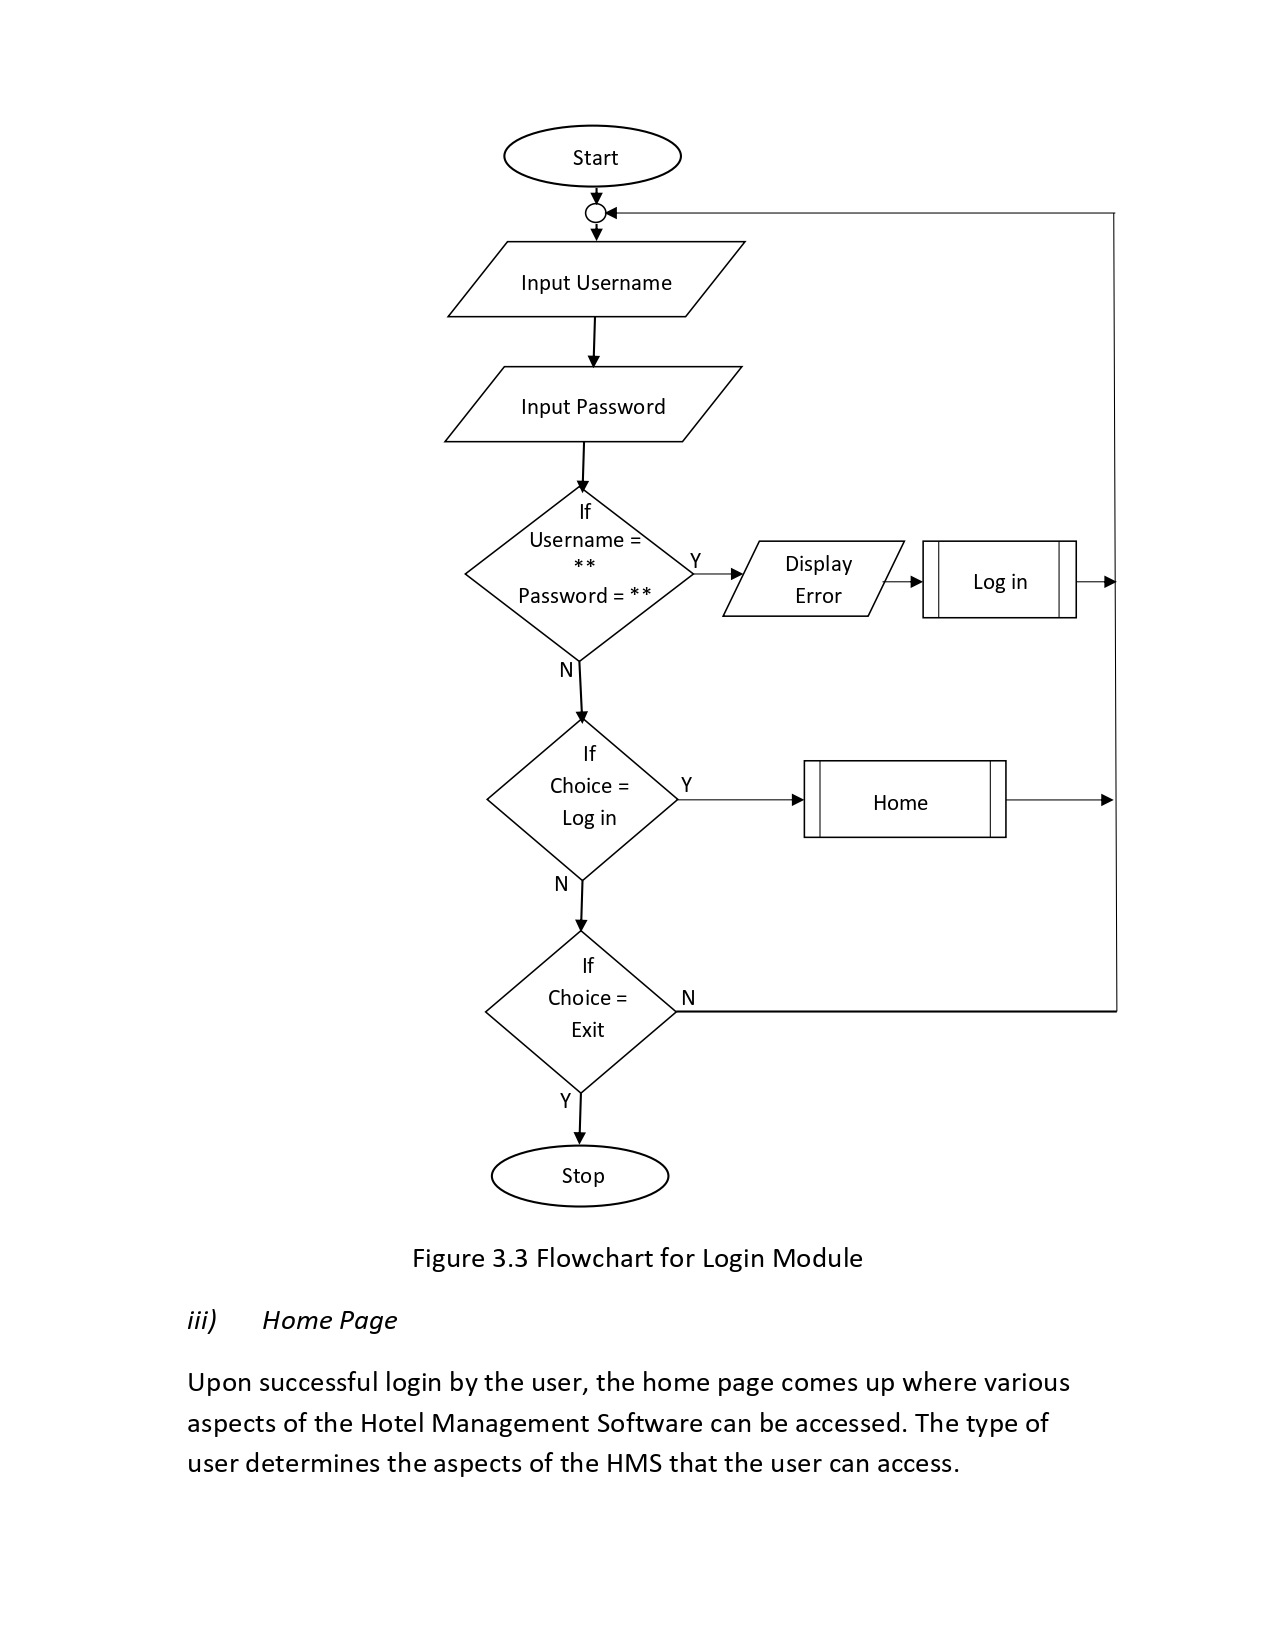 Start
Input Username
Input Password
If
Username =
**
Password = **
Y
Display
Error
Log in
N
If
Choice =
Log in
Y
Home
N
If
Choice =
Exit
N
Y
Stop
Figure 3.3 Flowchart for Login Module
iii) Home Page
Upon successful login by the user, the home page comes up where various
aspects of the Hotel Management Software can be accessed. The type of
user determines the aspects of the HMS that the user can access.